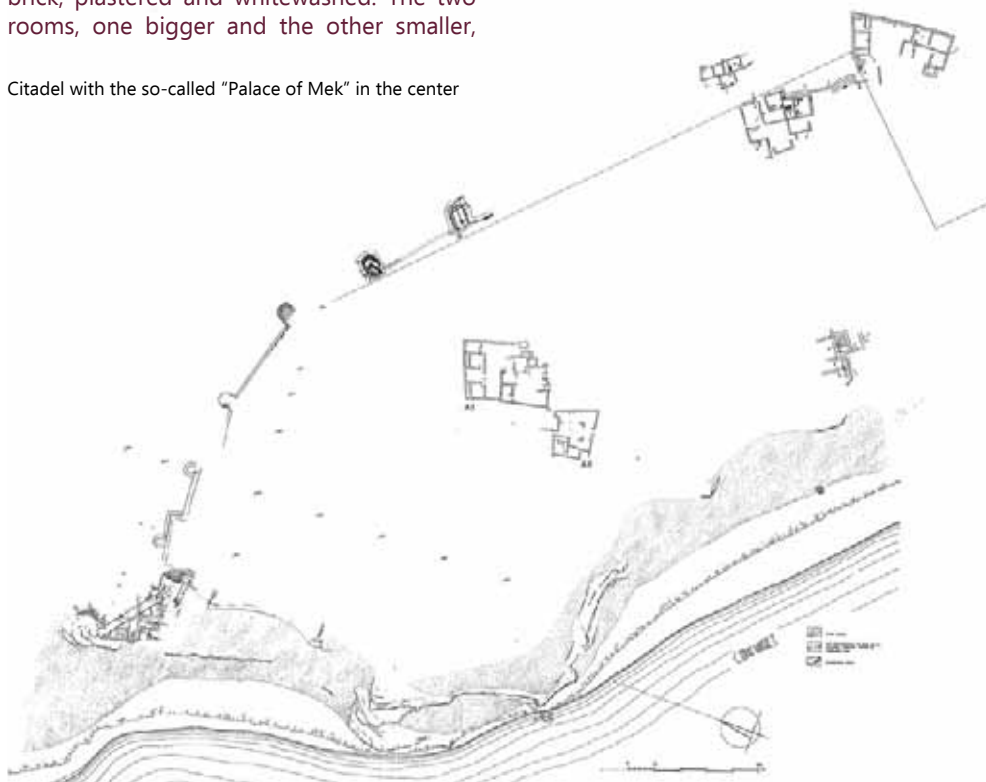 brick, plastered and whitewashed. The two
rooms, one bigger and the other smaller,
Citadel with the so-called “Palace of Mek” in the center